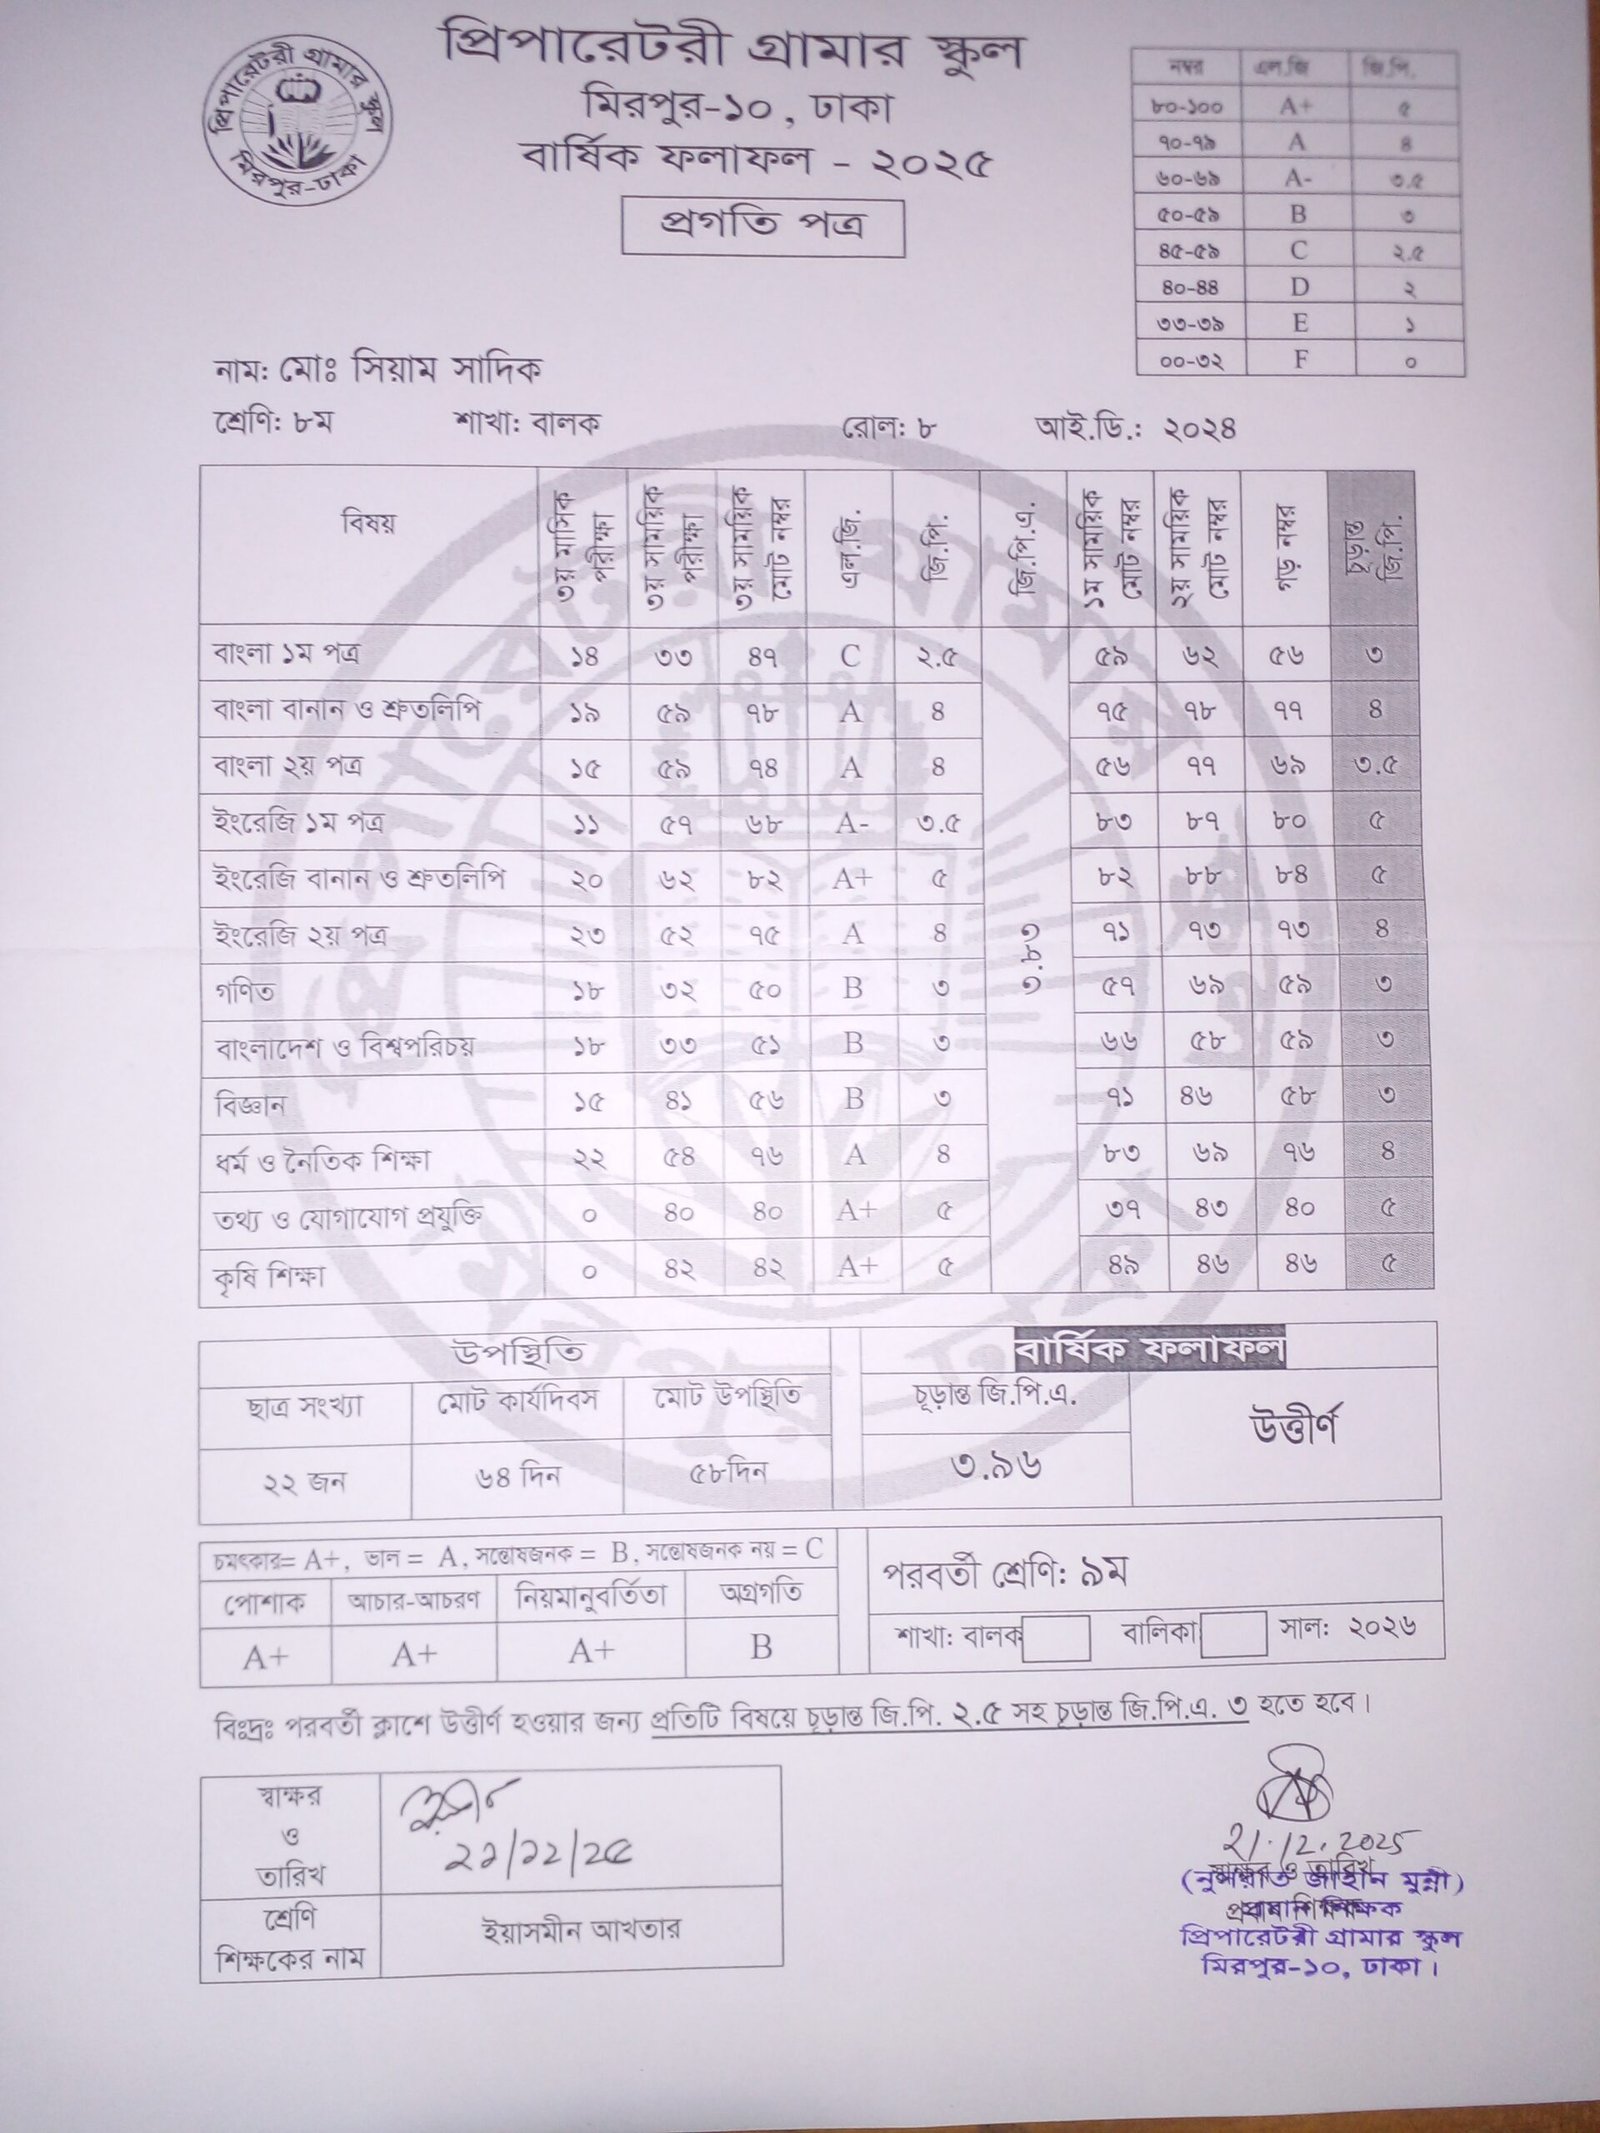 প্রিপারেটরী গ্রামার স্কুল
মিরপুর-ঢাকা
প্রিপারেটরী গ্রামার স্কুল
মিরপুর-১০, ঢাকা
বার্ষিক ফলাফল - ২০২৫
প্রগতি পত্র
নম্বর এল.জি জি.পি.
৮০-১০০ A+ ৫
৭০-৭৯ A ৪
৬০-৬৯ A- ৩.৫
৫০-৫৯ B ৩
৪৫-৫৯ C ২.৫
৪০-৪৪ D ২
৩৩-৩৯ E ১
০০-৩২ F ০
নাম: মোঃ সিয়াম সাদিক
শ্রেণি: ৮ম শাখা: বালক রোল: ৮ আই.ডি.: ২০২৪
বিষয় ৩য় মাসিক পরীক্ষা ৩য় সাময়িক পরীক্ষা ৩য় সাময়িক মোট নম্বর এল.জি. জি.পি. জি.পি.এ. ১ম সাময়িক মোট নম্বর ২য় সাময়িক মোট নম্বর গড় নম্বর চূড়ান্ত জি.পি.
বাংলা ১ম পত্র ১৪ ৩৩ ৪৭ C ২.৫ ৫৯ ৬২ ৫৬ ৩
বাংলা বানান ও শ্রুতলিপি ১৯ ৫৯ ৭৮ A ৪ ৭৫ ৭৮ ৭৭ ৪
বাংলা ২য় পত্র ১৫ ৫৯ ৭৪ A ৪ ৫৬ ৭৭ ৬৯ ৩.৫
ইংরেজি ১ম পত্র ১১ ৫৭ ৬৮ A- ৩.৫ ৮৩ ৮৭ ৮০ ৫
ইংরেজি বানান ও শ্রুতলিপি ২০ ৬২ ৮২ A+ ৫ ৮২ ৮৮ ৮৪ ৫
ইংরেজি ২য় পত্র ২৩ ৫২ ৭৫ A ৪ ৭১ ৭৩ ৭৩ ৪
৩.৮৩
গণিত ১৮ ৩২ ৫০ B ৩ ৫৭ ৬৯ ৫৯ ৩
বাংলাদেশ ও বিশ্বপরিচয় ১৮ ৩৩ ৫১ B ৩ ৬৬ ৫৮ ৫৯ ৩
বিজ্ঞান ১৫ ৪১ ৫৬ B ৩ ৭১ ৪৬ ৫৮ ৩
ধর্ম ও নৈতিক শিক্ষা ২২ ৫৪ ৭৬ A ৪ ৮৩ ৬৯ ৭৬ ৪
তথ্য ও যোগাযোগ প্রযুক্তি ০ ৪০ ৪০ A+ ৫ ৩৭ ৪৩ ৪০ ৫
কৃষি শিক্ষা ০ ৪২ ৪২ A+ ৫ ৪৯ ৪৬ ৪৬ ৫
উপস্থিতি
ছাত্র সংখ্যা মোট কার্যদিবস মোট উপস্থিতি
২২ জন ৬৪ দিন ৫৮দিন
বার্ষিক ফলাফল
চূড়ান্ত জি.পি.এ. উত্তীর্ণ
৩.৯৬
চমৎকার= A+, ভাল = A, সন্তোষজনক = B, সন্তোষজনক নয় = C
পোশাক আচার-আচরণ নিয়মানুবর্তিতা অগ্রগতি
A+ A+ A+ B
পরবর্তী শ্রেণি: ৯ম
শাখা: বালক বালিকা সাল: ২০২৬
বিঃদ্রঃ পরবর্তী ক্লাশে উত্তীর্ণ হওয়ার জন্য প্রতিটি বিষয়ে চূড়ান্ত জি.পি. ২.৫ সহ চূড়ান্ত জি.পি.এ. ৩ হতে হবে।
স্বাক্ষর
ও
তারিখ
২১/১২/২৫
শ্রেণি
শিক্ষকের নাম
ইয়াসমীন আখতার
21.12.2025
স্বাক্ষর ও তারিখ
(নুসরাত জাহান মুন্নী)
প্রধান শিক্ষক
প্রিপারেটরী গ্রামার স্কুল
মিরপুর-১০, ঢাকা।